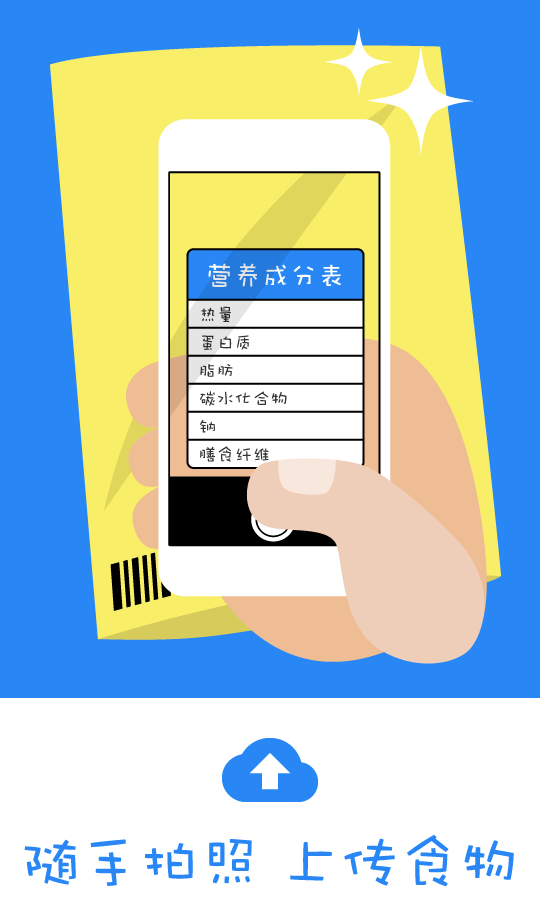 营养成分表
热量
蛋白质
脂肪
碳水化合物
钠
膳食纤维
随手拍照 上传食物